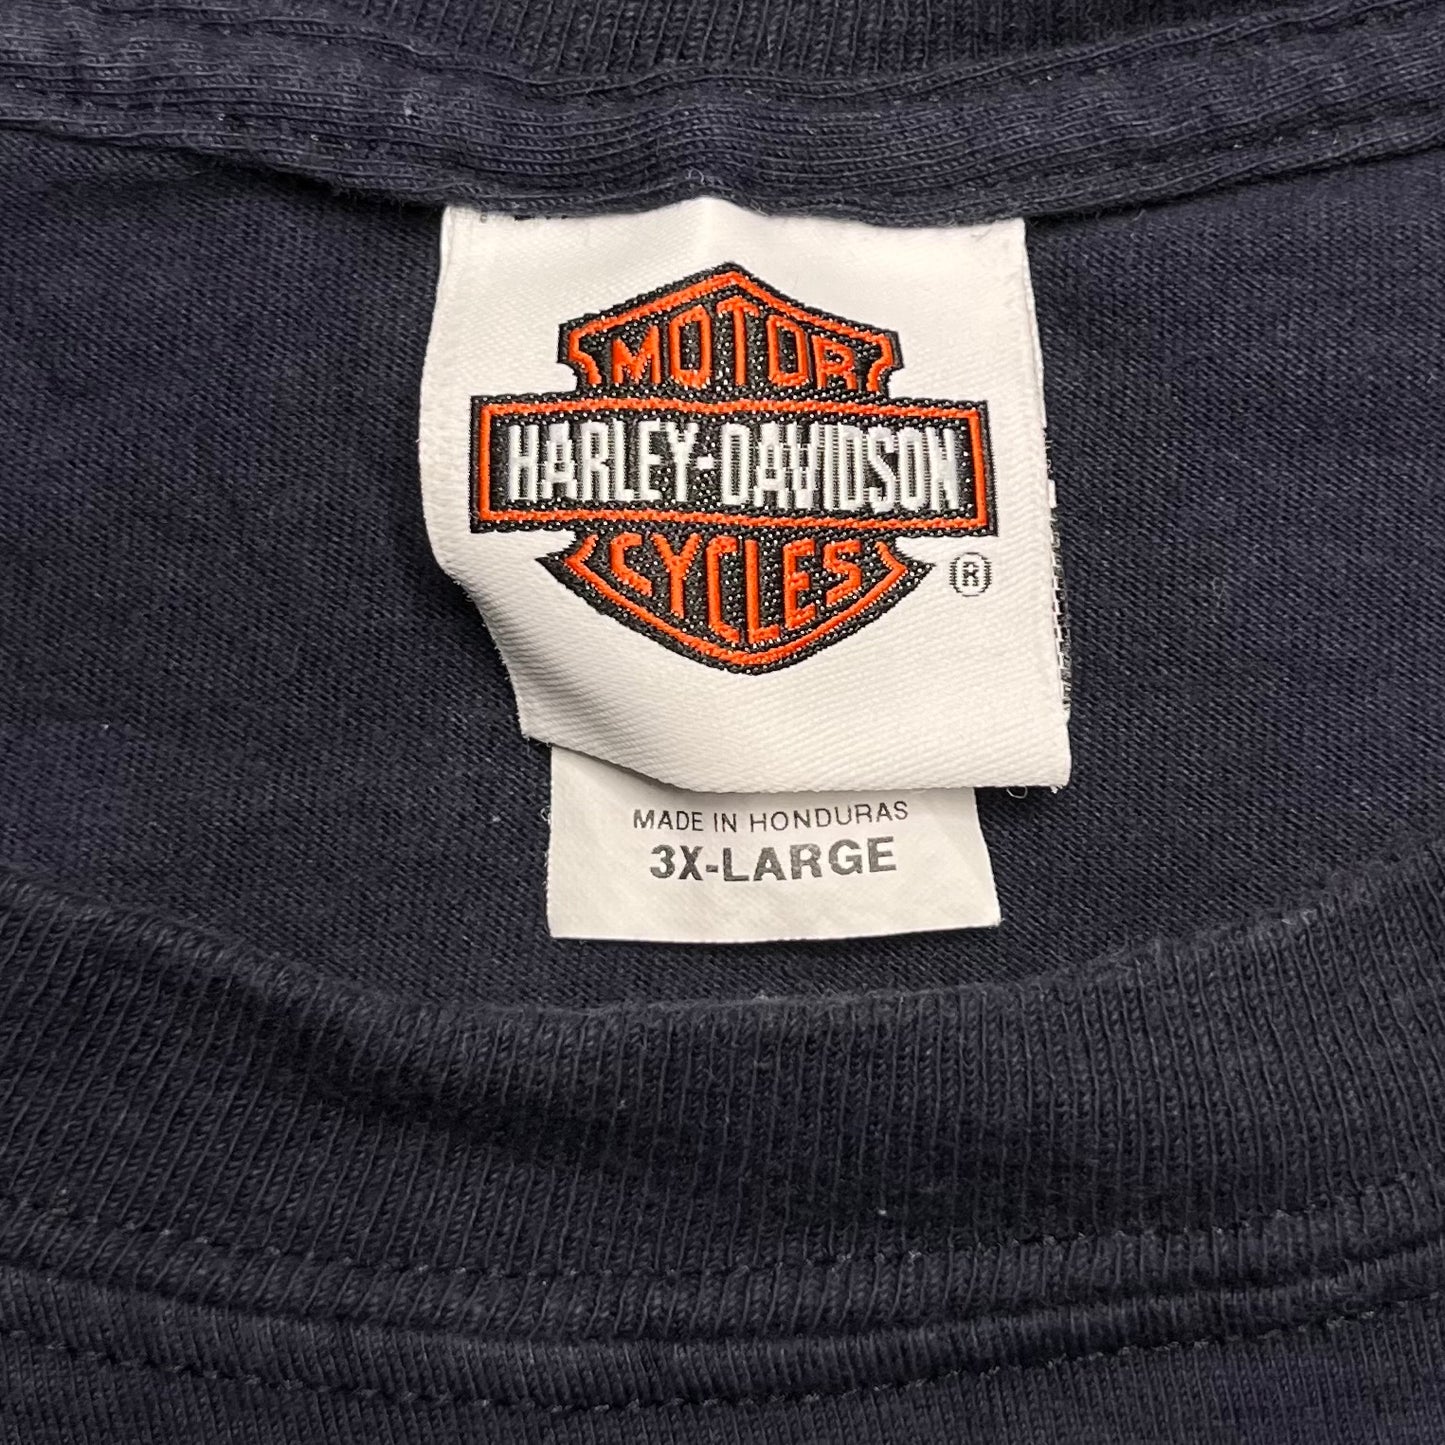 MOTOR
HARLEY-DAVIDSON
CYCLES
®
MADE IN HONDURAS
3X-LARGE